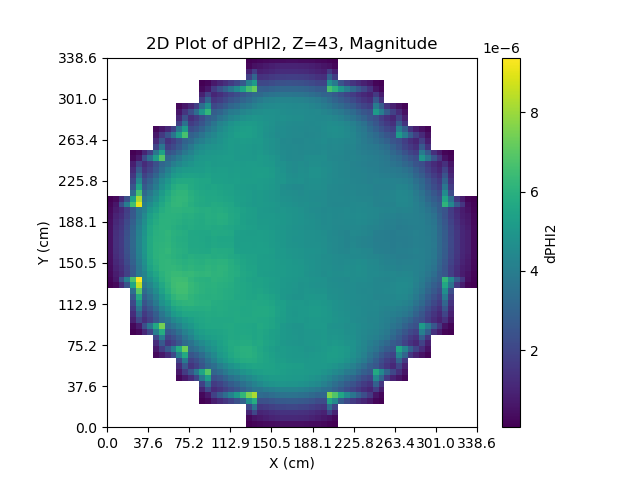 2D Plot of dPHI2, Z=43, Magnitude
1e−6
338.6
301.0
263.4
225.8
188.1
150.5
112.9
75.2
37.6
0.0
Y (cm)
0.0 37.6 75.2 112.9 150.5 188.1 225.8 263.4 301.0 338.6
X (cm)
8
6
4
2
dPHI2